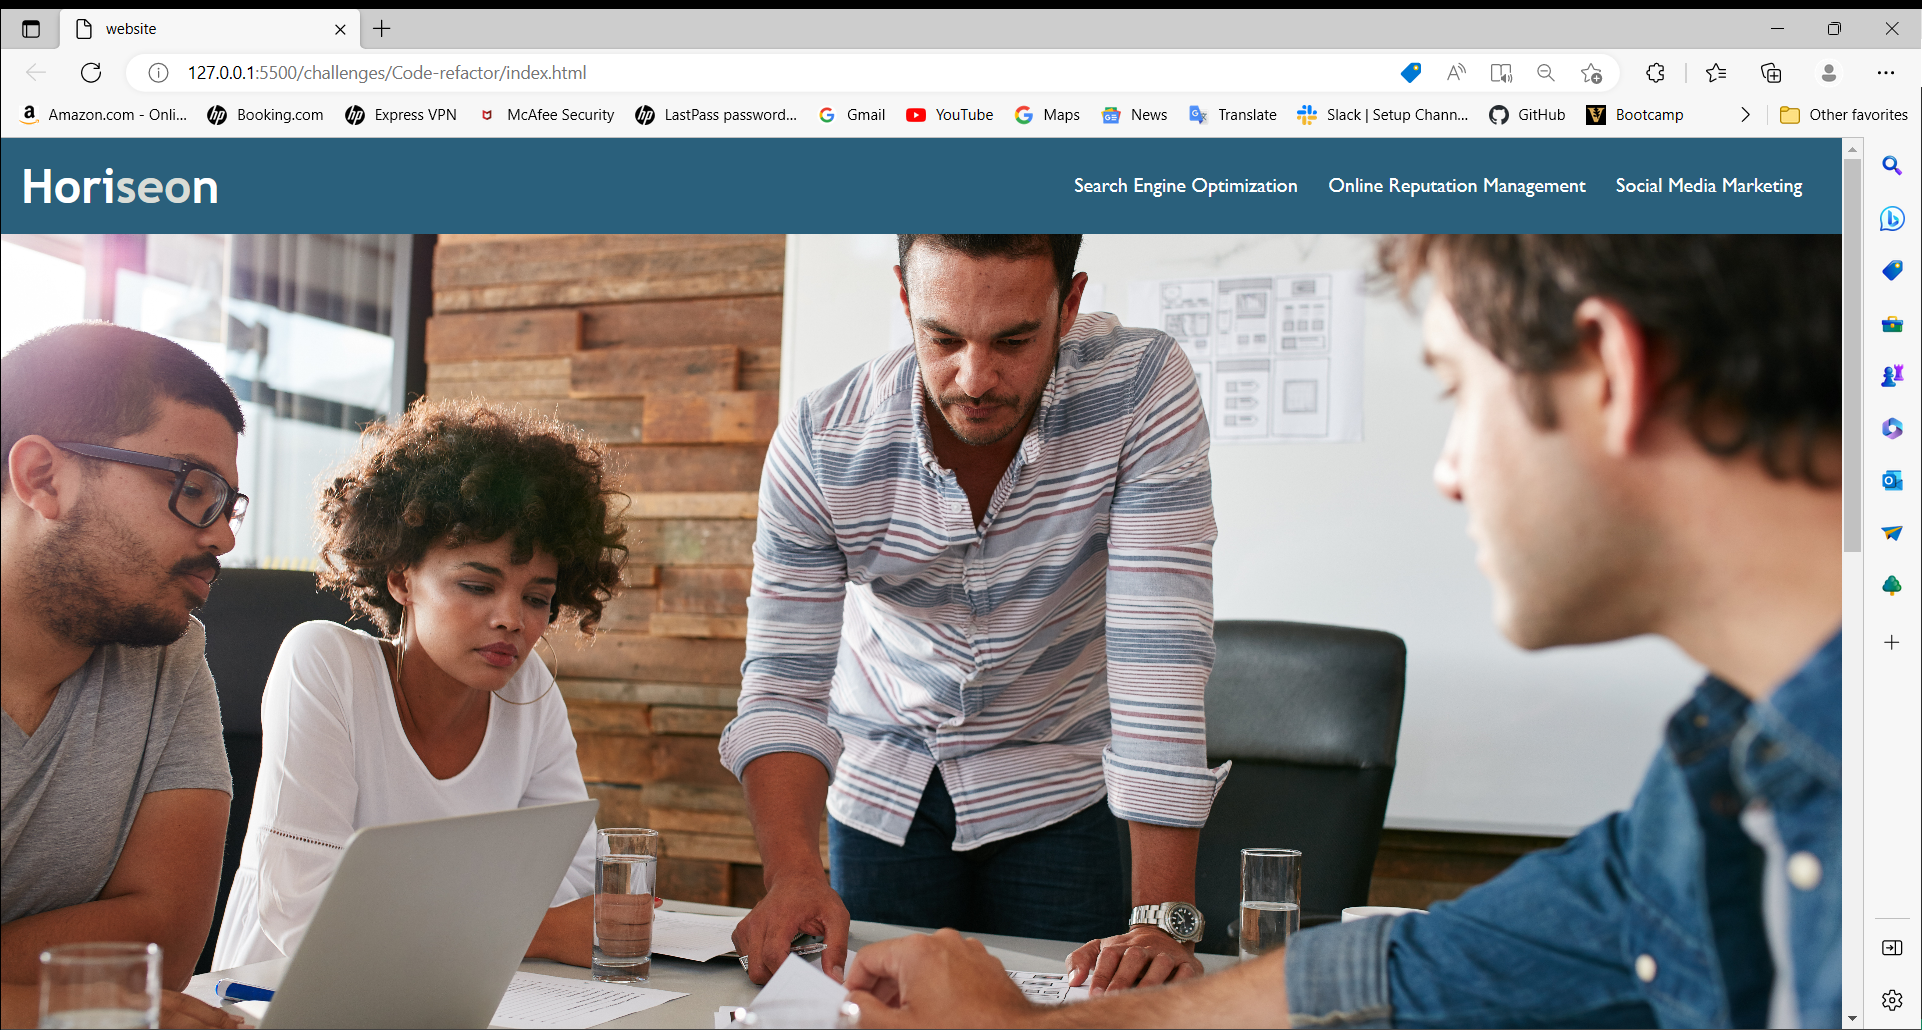 website
127.0.0.1:5500/challenges/Code-refactor/index.html
Amazon.com - Onli... Booking.com Express VPN McAfee Security LastPass password... Gmail YouTube Maps News Translate Slack | Setup Chann... GitHub Bootcamp Other favorites
Horiseon Search Engine Optimization Online Reputation Management Social Media Marketing